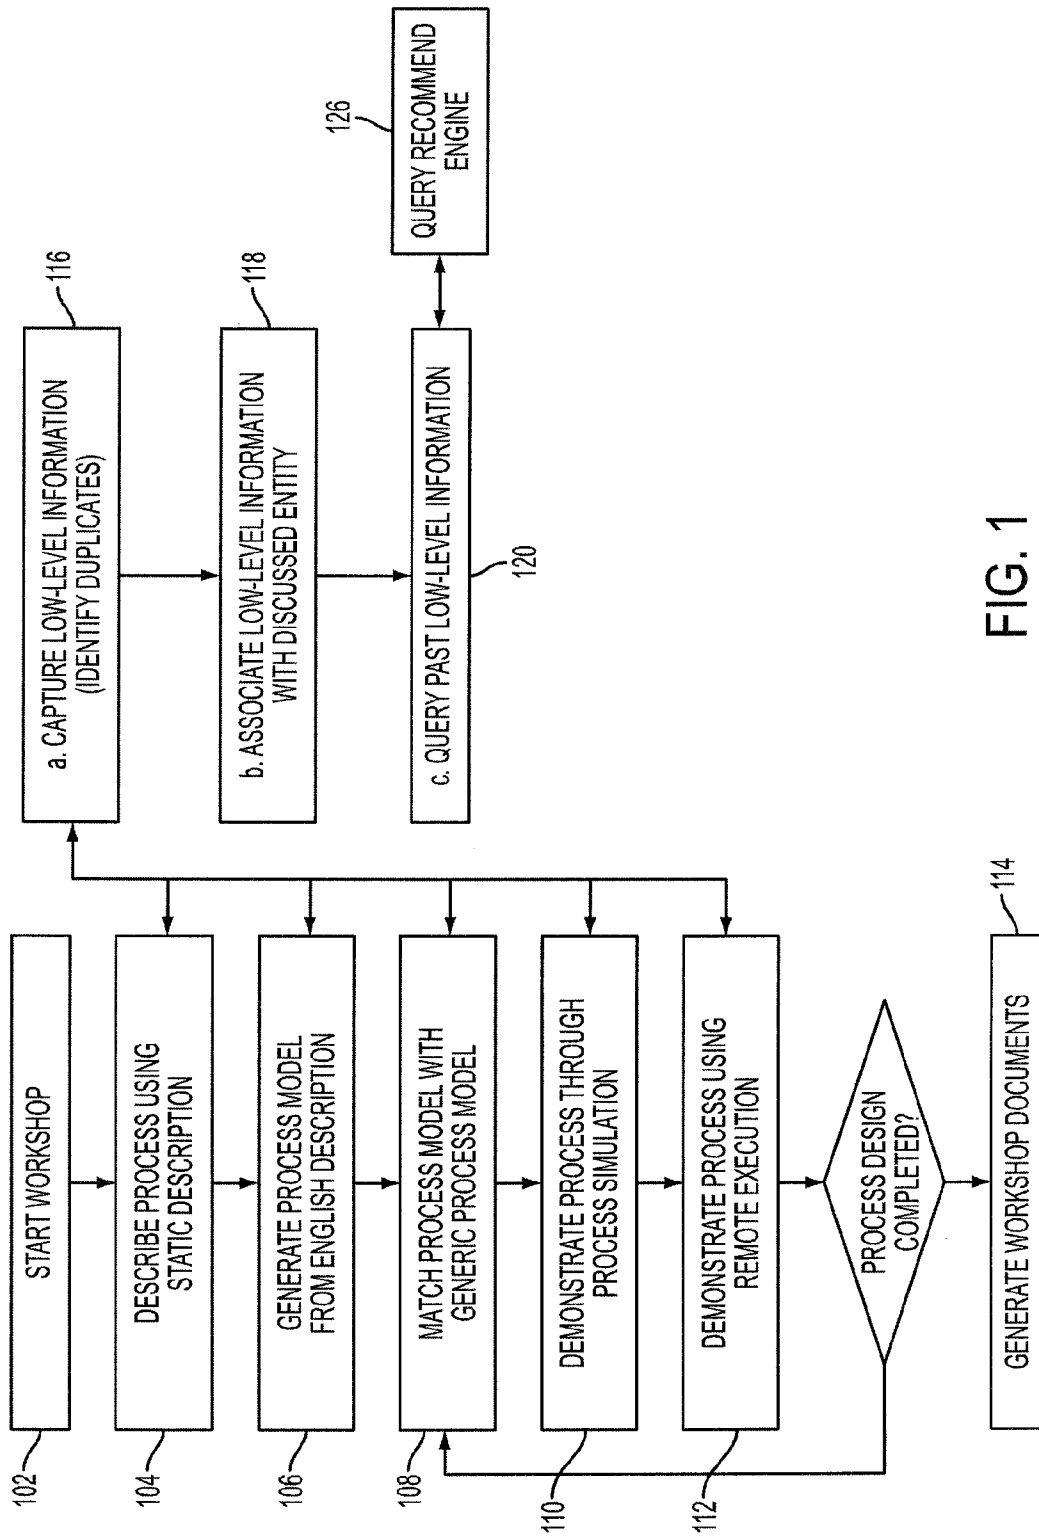 102
START WORKSHOP
104
DESCRIBE PROCESS USING
STATIC DESCRIPTION
106
GENERATE PROCESS MODEL
FROM ENGLISH DESCRIPTION
108
MATCH PROCESS MODEL WITH
GENERIC PROCESS MODEL
110
DEMONSTRATE PROCESS THROUGH
PROCESS SIMULATION
112
DEMONSTRATE PROCESS USING
REMOTE EXECUTION
PROCESS DESIGN
COMPLETED?
114
GENERATE WORKSHOP DOCUMENTS
116
a. CAPTURE LOW-LEVEL INFORMATION
(IDENTIFY DUPLICATES)
118
b. ASSOCIATE LOW-LEVEL INFORMATION
WITH DISCUSSED ENTITY
c. QUERY PAST LOW-LEVEL INFORMATION
120
126
QUERY RECOMMEND
ENGINE
FIG. 1